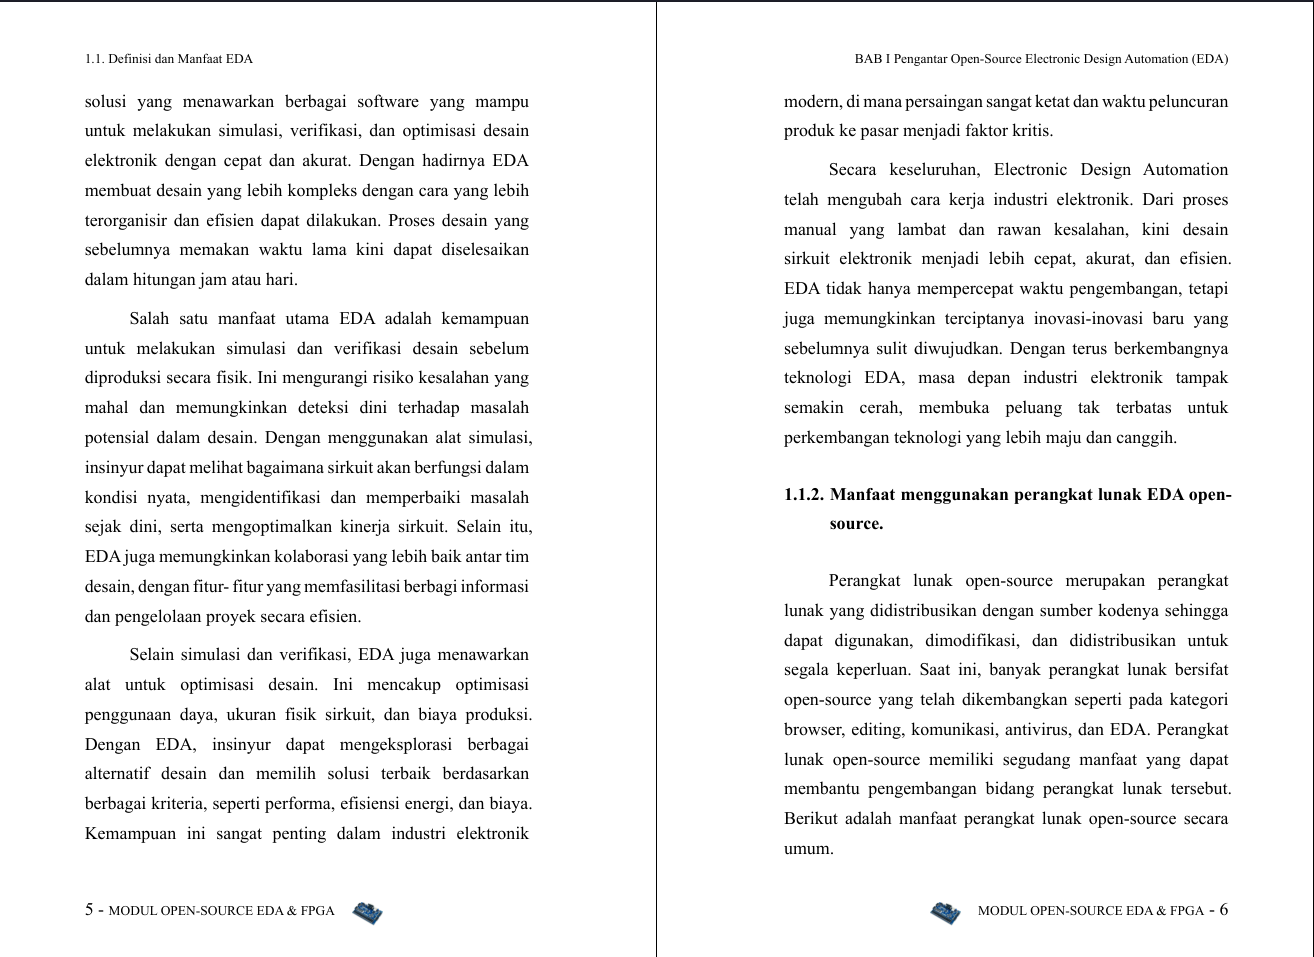 1.1. Definisi dan Manfaat EDA
solusi yang menawarkan berbagai software yang mampu
untuk melakukan simulasi, verifikasi, dan optimisasi desain
elektronik dengan cepat dan akurat. Dengan hadirnya EDA
membuat desain yang lebih kompleks dengan cara yang lebih
terorganisir dan efisien dapat dilakukan. Proses desain yang
sebelumnya memakan waktu lama kini dapat diselesaikan
dalam hitungan jam atau hari.
Salah satu manfaat utama EDA adalah kemampuan
untuk melakukan simulasi dan verifikasi desain sebelum
diproduksi secara fisik. Ini mengurangi risiko kesalahan yang
mahal dan memungkinkan deteksi dini terhadap masalah
potensial dalam desain. Dengan menggunakan alat simulasi,
insinyur dapat melihat bagaimana sirkuit akan berfungsi dalam
kondisi nyata, mengidentifikasi dan memperbaiki masalah
sejak dini, serta mengoptimalkan kinerja sirkuit. Selain itu,
EDA juga memungkinkan kolaborasi yang lebih baik antar tim
desain, dengan fitur- fitur yang memfasilitasi berbagi informasi
dan pengelolaan proyek secara efisien.
Selain simulasi dan verifikasi, EDA juga menawarkan
alat untuk optimisasi desain. Ini mencakup optimisasi
penggunaan daya, ukuran fisik sirkuit, dan biaya produksi.
Dengan EDA, insinyur dapat mengeksplorasi berbagai
alternatif desain dan memilih solusi terbaik berdasarkan
berbagai kriteria, seperti performa, efisiensi energi, dan biaya.
Kemampuan ini sangat penting dalam industri elektronik
5 - MODUL OPEN-SOURCE EDA & FPGA
BAB I Pengantar Open-Source Electronic Design Automation (EDA)
modern, di mana persaingan sangat ketat dan waktu peluncuran
produk ke pasar menjadi faktor kritis.
Secara keseluruhan, Electronic Design Automation
telah mengubah cara kerja industri elektronik. Dari proses
manual yang lambat dan rawan kesalahan, kini desain
sirkuit elektronik menjadi lebih cepat, akurat, dan efisien.
EDA tidak hanya mempercepat waktu pengembangan, tetapi
juga memungkinkan terciptanya inovasi-inovasi baru yang
sebelumnya sulit diwujudkan. Dengan terus berkembangnya
teknologi EDA, masa depan industri elektronik tampak
semakin cerah, membuka peluang tak terbatas untuk
perkembangan teknologi yang lebih maju dan canggih.
1.1.2. Manfaat menggunakan perangkat lunak EDA open-
source.
Perangkat lunak open-source merupakan perangkat
lunak yang didistribusikan dengan sumber kodenya sehingga
dapat digunakan, dimodifikasi, dan didistribusikan untuk
segala keperluan. Saat ini, banyak perangkat lunak bersifat
open-source yang telah dikembangkan seperti pada kategori
browser, editing, komunikasi, antivirus, dan EDA. Perangkat
lunak open-source memiliki segudang manfaat yang dapat
membantu pengembangan bidang perangkat lunak tersebut.
Berikut adalah manfaat perangkat lunak open-source secara
umum.
MODUL OPEN-SOURCE EDA & FPGA - 6